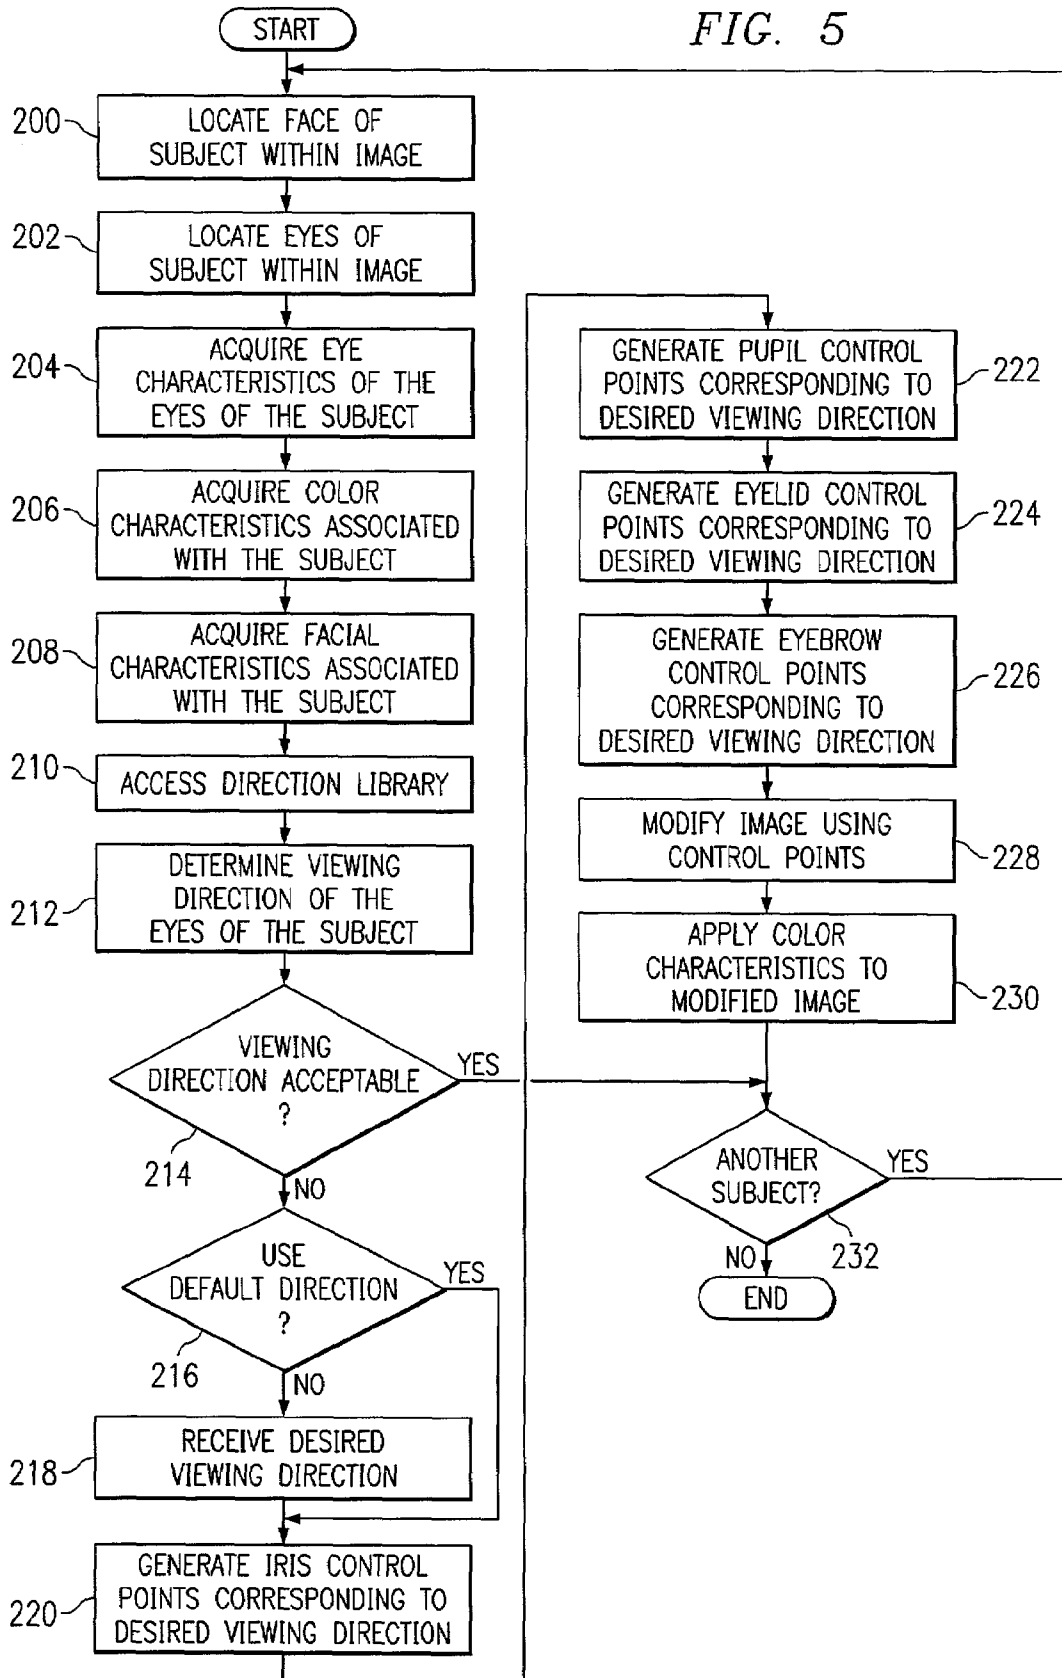 FIG. 5
START
200
LOCATE FACE OF
SUBJECT WITHIN IMAGE
202
LOCATE EYES OF
SUBJECT WITHIN IMAGE
204
ACQUIRE EYE
CHARACTERISTICS OF THE
EYES OF THE SUBJECT
206
ACQUIRE COLOR
CHARACTERISTICS ASSOCIATED
WITH THE SUBJECT
208
ACQUIRE FACIAL
CHARACTERISTICS ASSOCIATED
WITH THE SUBJECT
210
ACCESS DIRECTION LIBRARY
212
DETERMINE VIEWING
DIRECTION OF THE
EYES OF THE SUBJECT
VIEWING
DIRECTION ACCEPTABLE
?
YES
214
NO
USE
DEFAULT DIRECTION
?
YES
216
NO
218
RECEIVE DESIRED
VIEWING DIRECTION
220
GENERATE IRIS CONTROL
POINTS CORRESPONDING TO
DESIRED VIEWING DIRECTION
GENERATE PUPIL CONTROL
POINTS CORRESPONDING TO
DESIRED VIEWING DIRECTION
222
GENERATE EYELID CONTROL
POINTS CORRESPONDING TO
DESIRED VIEWING DIRECTION
224
GENERATE EYEBROW
CONTROL POINTS
CORRESPONDING TO
DESIRED VIEWING DIRECTION
226
MODIFY IMAGE USING
CONTROL POINTS
228
APPLY COLOR
CHARACTERISTICS TO
MODIFIED IMAGE
230
ANOTHER
SUBJECT?
YES
232
NO
END